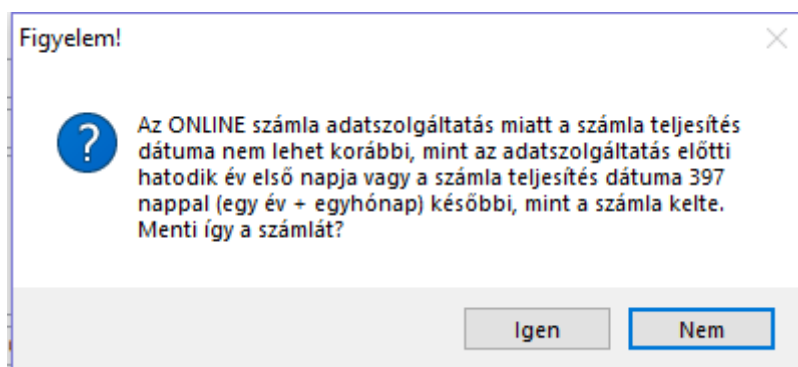 Figyelem!
Az ONLINE számla adatszolgáltatás miatt a számla teljesítés
dátuma nem lehet korábbi, mint az adatszolgáltatás előtti
hatodik év első napja vagy a számla teljesítés dátuma 397
nappal (egy év + egyhónap) későbbi, mint a számla kelte.
Menti így a számlát?
Igen
Nem